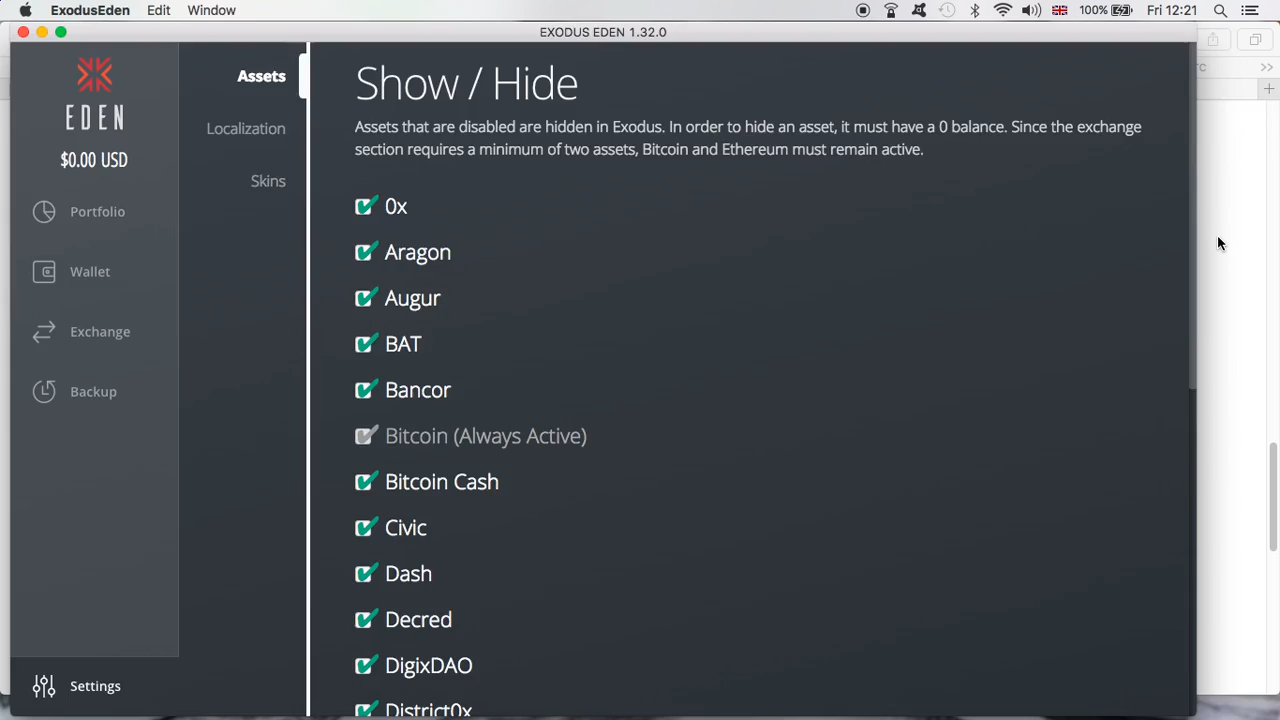 ExodusEden Edit Window 100% Fri 12:21
EXODUS EDEN 1.32.0
EDEN
$0.00 USD
Portfolio
Wallet
Exchange
Backup
Settings
Assets
Localization
Skins
Show / Hide
Assets that are disabled are hidden in Exodus. In order to hide an asset, it must have a 0 balance. Since the exchange
section requires a minimum of two assets, Bitcoin and Ethereum must remain active.
0x
Aragon
Augur
BAT
Bancor
Bitcoin (Always Active)
Bitcoin Cash
Civic
Dash
Decred
DigixDAO
District0x